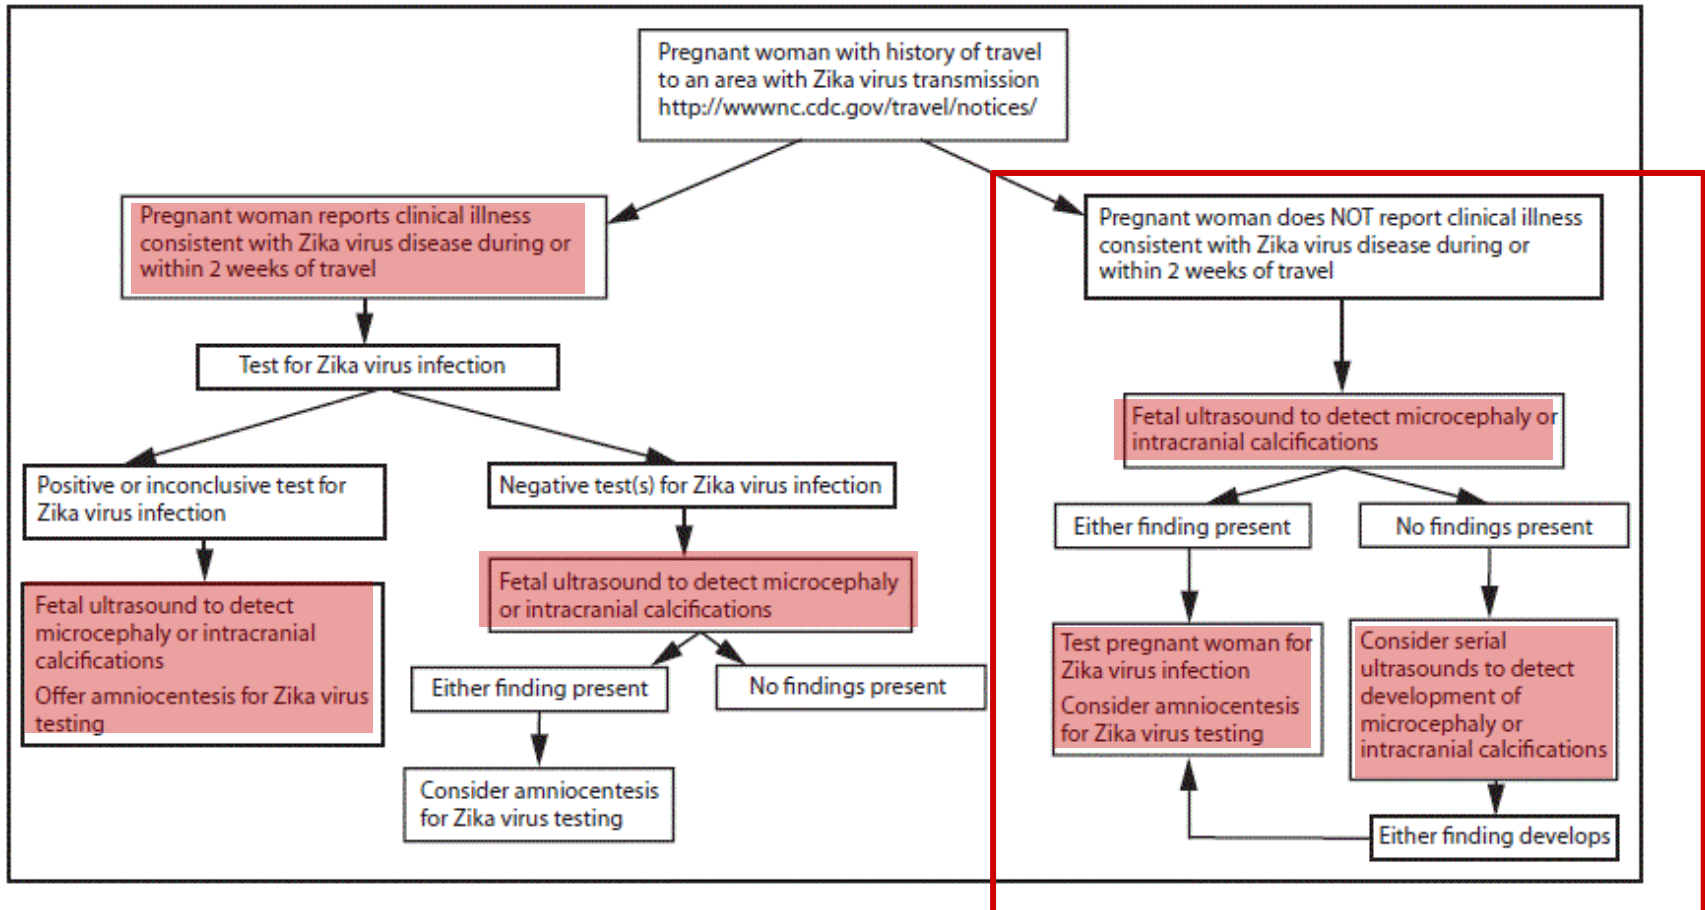 Pregnant woman with history of travel
to an area with Zika virus transmission
http://wwwnc.cdc.gov/travel/notices/
Pregnant woman reports clinical illness
consistent with Zika virus disease during or
within 2 weeks of travel
Test for Zika virus infection
Positive or inconclusive test for
Zika virus infection
Fetal ultrasound to detect
microcephaly or intracranial
calcifications
Offer amniocentesis for Zika virus
testing
Negative test(s) for Zika virus infection
Fetal ultrasound to detect microcephaly
or intracranial calcifications
Either finding present
No findings present
Consider amniocentesis
for Zika virus testing
Pregnant woman does NOT report clinical illness
consistent with Zika virus disease during or
within 2 weeks of travel
Fetal ultrasound to detect microcephaly or
intracranial calcifications
Either finding present
No findings present
Test pregnant woman for
Zika virus infection
Consider amniocentesis
for Zika virus testing
Consider serial
ultrasounds to detect
development of
microcephaly or
intracranial calcifications
Either finding develops